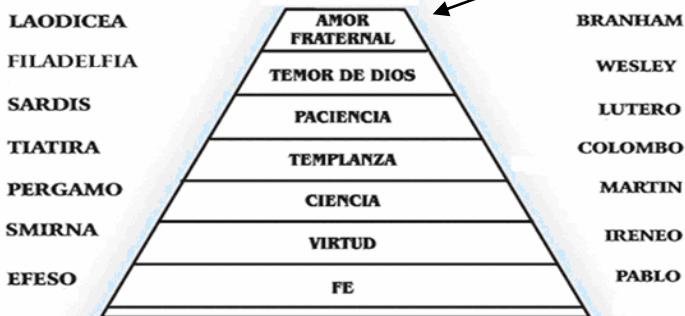 LAODICEA
AMOR
FRATERNAL
BRANHAM
FILADELFIA
TEMOR DE DIOS
WESLEY
SARDIS
PACIENCIA
LUTERO
TIATIRA
TEMPLANZA
COLOMBO
PERGAMO
CIENCIA
MARTIN
SMIRNA
VIRTUD
IRENEO
EFESO
FE
PABLO